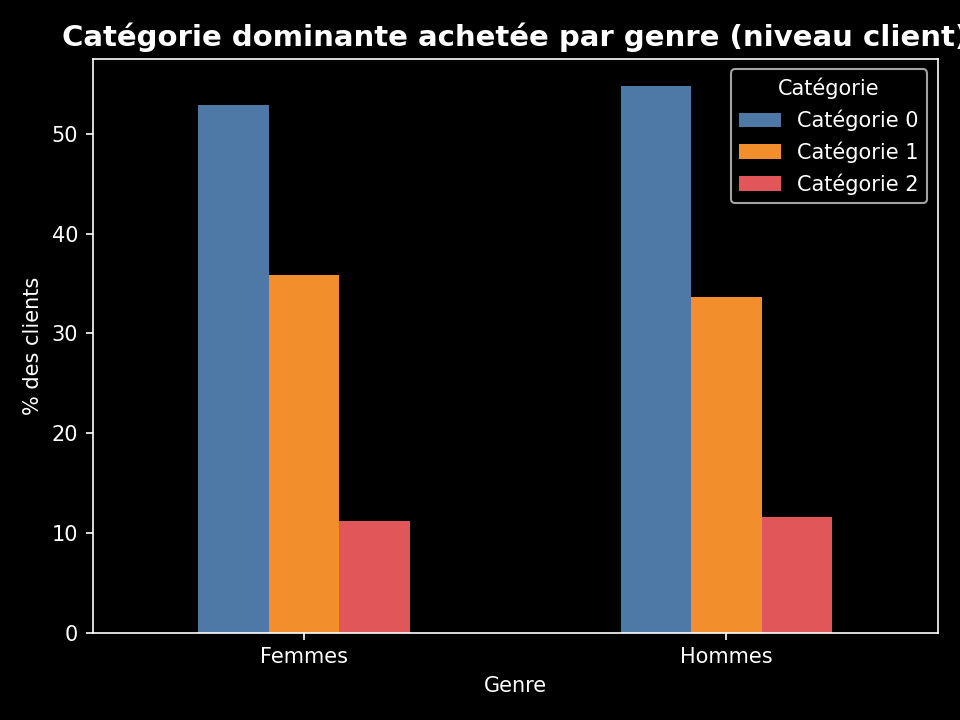 Catégorie dominante achetée par genre (niveau client)
Catégorie
Catégorie 0
Catégorie 1
Catégorie 2
% des clients
50
40
30
20
10
0
Femmes
Hommes
Genre